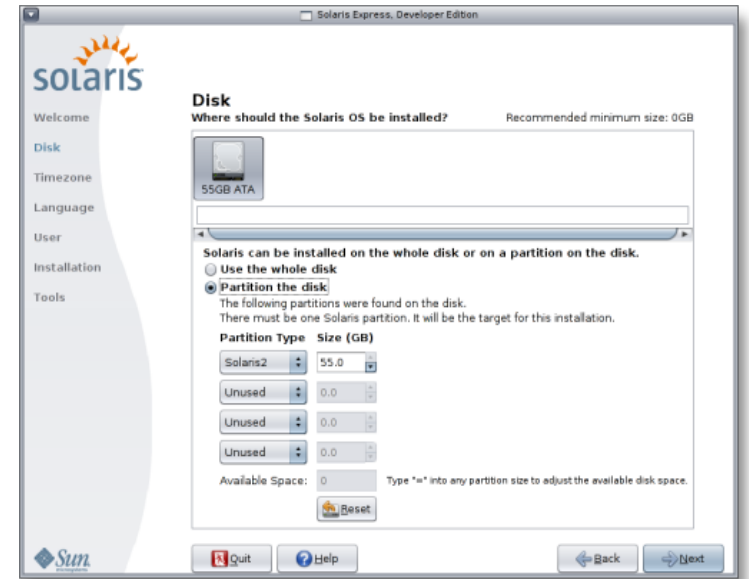 Solaris Express, Developer Edition
solaris
Welcome
Disk
Timezone
Language
User
Installation
Tools
Disk
Where should the Solaris OS be installed?
Recommended minimum size: 0GB
55GB ATA
Solaris can be installed on the whole disk or on a partition on the disk.
Use the whole disk
Partition the disk
The following partitions were found on the disk.
There must be one Solaris partition. It will be the target for this installation.
Partition Type Size (GB)
Solaris2 55.0
Unused 0.0
Unused 0.0
Unused 0.0
Available Space: 0 Type "=" into any partition size to adjust the available disk space.
Reset
Sun
microsystems
Quit
Help
Back
Next